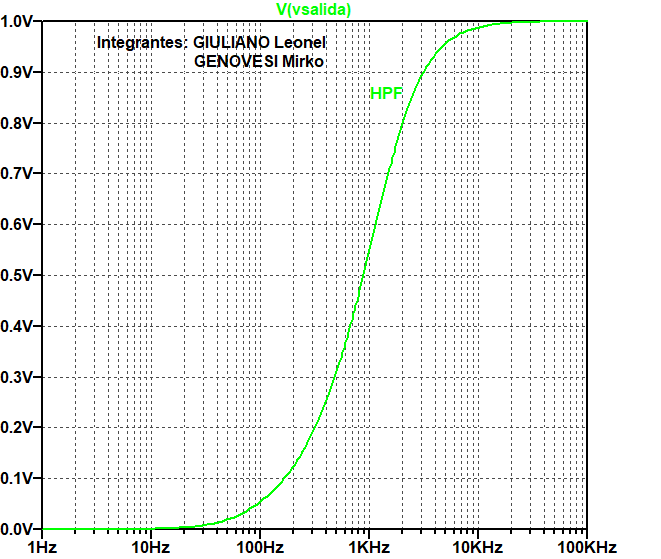 V(vsalida)
1.0V
Integrantes: GIULIANO Leonel
GENOVESI Mirko
0.9V
HPF
0.8V
0.7V
0.6V
0.5V
0.4V
0.3V
0.2V
0.1V
0.0V
1Hz 10Hz 100Hz 1KHz 10KHz 100KHz